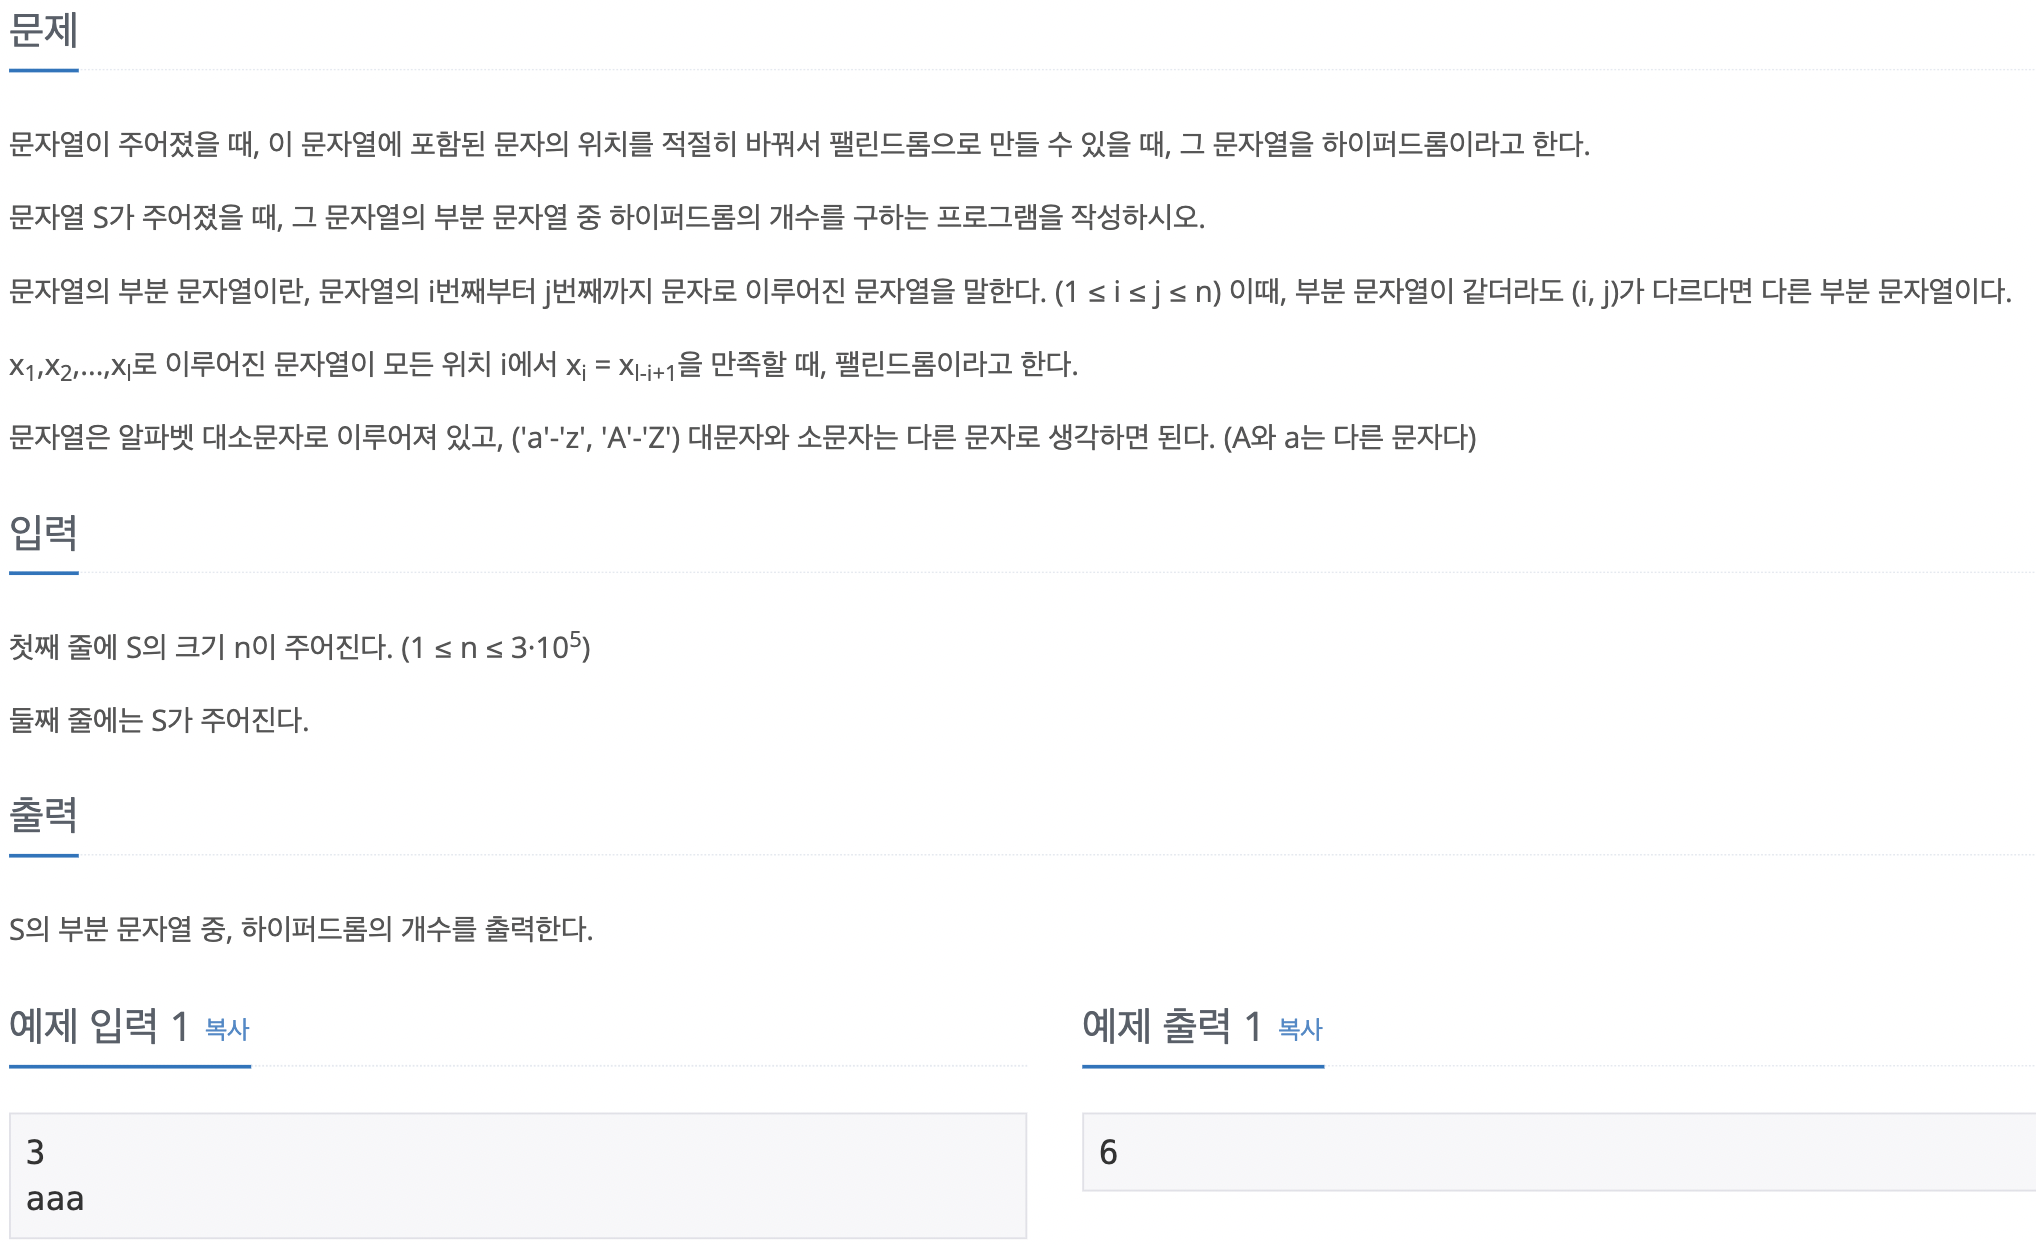 문제
문자열이 주어졌을 때, 이 문자열에 포함된 문자의 위치를 적절히 바꿔서 팰린드롬으로 만들 수 있을 때, 그 문자열을 하이퍼드롬이라고 한다.
문자열 S가 주어졌을 때, 그 문자열의 부분 문자열 중 하이퍼드롬의 개수를 구하는 프로그램을 작성하시오.
문자열의 부분 문자열이란, 문자열의 i번째부터 j번째까지 문자로 이루어진 문자열을 말한다. (1 ≤ i ≤ j ≤ n) 이때, 부분 문자열이 같더라도 (i, j)가 다르다면 다른 부분 문자열이다.
x₁,x₂,...,xₗ로 이루어진 문자열이 모든 위치 i에서 xᵢ = xₗ₋ᵢ₊₁을 만족할 때, 팰린드롬이라고 한다.
문자열은 알파벳 대소문자로 이루어져 있고, ('a'-'z', 'A'-'Z') 대문자와 소문자는 다른 문자로 생각하면 된다. (A와 a는 다른 문자다)
입력
첫째 줄에 S의 크기 n이 주어진다. (1 ≤ n ≤ 3·10⁵)
둘째 줄에는 S가 주어진다.
출력
S의 부분 문자열 중, 하이퍼드롬의 개수를 출력한다.
예제 입력 1 복사
3
aaa
예제 출력 1 복사
6